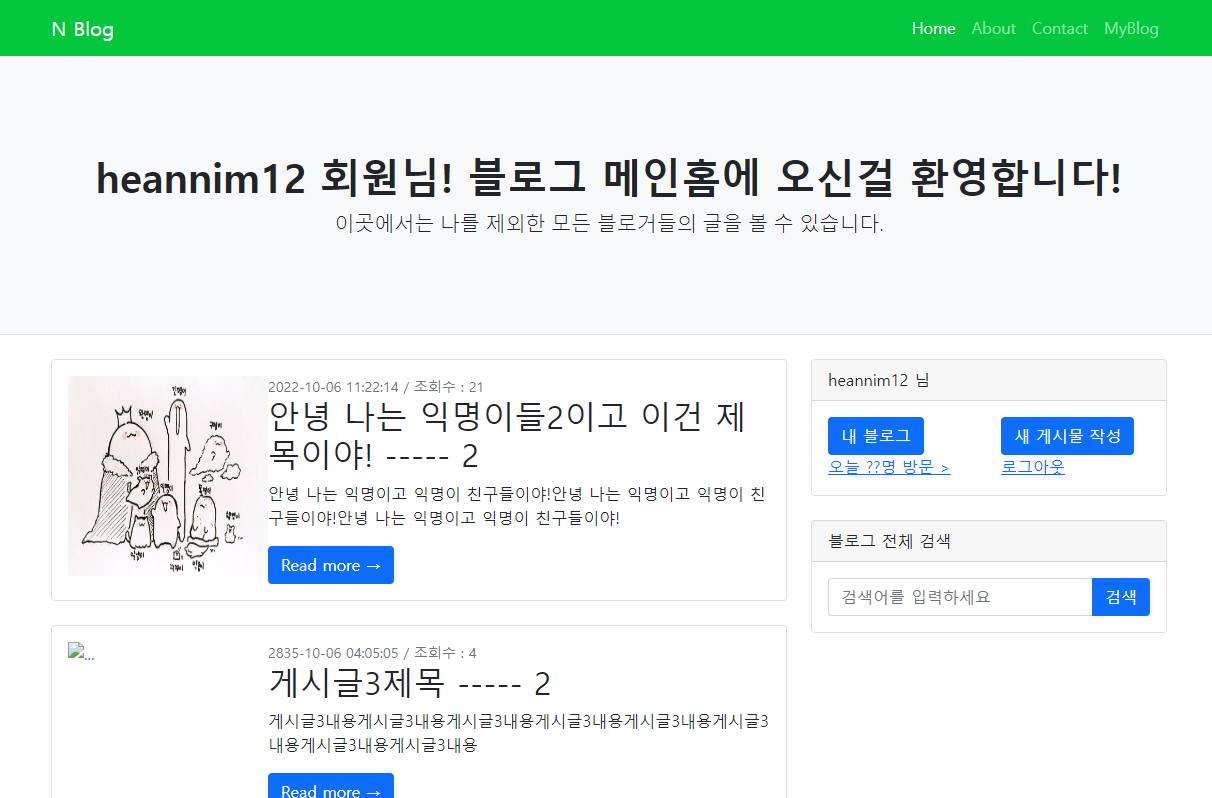 N Blog
Home About Contact MyBlog
heannim12 회원님! 블로그 메인홈에 오신걸 환영합니다!
이곳에서는 나를 제외한 모든 블로거들의 글을 볼 수 있습니다.
2022-10-06 11:22:14 / 조회수 : 21
안녕 나는 익명이들2이고 이건 제
목이야! ----- 2
안녕 나는 익명이고 익명이 친구들이야!안녕 나는 익명이고 익명이 친
구들이야!안녕 나는 익명이고 익명이 친구들이야!
Read more →
heannim12 님
내 블로그 새 게시물 작성
오늘 ??명 방문 > 로그아웃
블로그 전체 검색
검색어를 입력하세요 검색
...
2835-10-06 04:05:05 / 조회수 : 4
게시글3제목 ----- 2
게시글3내용게시글3내용게시글3내용게시글3내용게시글3내용게시글3
내용게시글3내용게시글3내용
Read more →